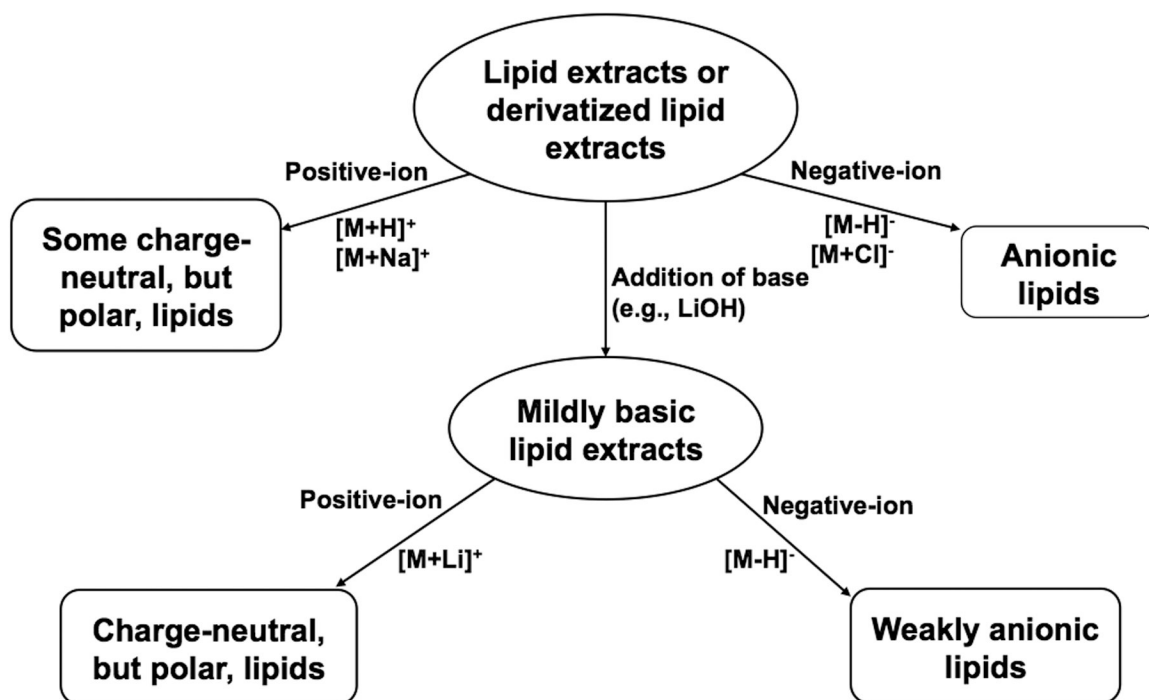 Lipid extracts or
derivatized lipid
extracts
Positive-ion
[M+H]⁺
[M+Na]⁺
Some charge-
neutral, but
polar, lipids
Negative-ion
[M-H]⁻
[M+Cl]⁻
Anionic
lipids
Addition of base
(e.g., LiOH)
Mildly basic
lipid extracts
Positive-ion
[M+Li]⁺
Charge-neutral,
but polar, lipids
Negative-ion
[M-H]⁻
Weakly anionic
lipids